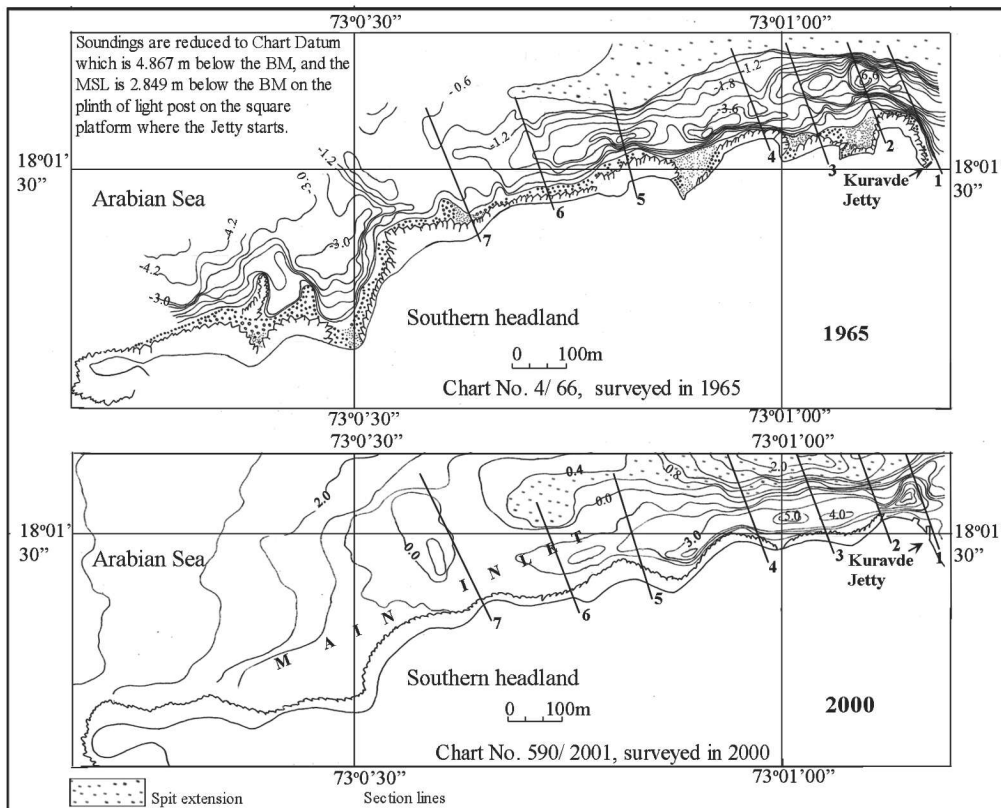 73°0'30” 73°01'00”
Soundings are reduced to Chart Datum
which is 4.867 m below the BM, and the
MSL is 2.849 m below the BM on the
plinth of light post on the square
platform where the Jetty starts.
-0.6
-1.2
-1.8
-3.6
-6.6
-1.2
18°01'
30”
18°01'
30”
-1.2
-3.0
-4.2
-3.0
-4.2
-3.0
Arabian Sea
Kuravde
Jetty
1
2
3
4
5
6
7
Southern headland
1965
0 100m
Chart No. 4/ 66, surveyed in 1965
73°0'30” 73°01'00”
73°0'30” 73°01'00”
2.0
0.4
0.8
2.0
0.0
0.0
5.0
4.0
3.0
18°01'
30”
18°01'
30”
Arabian Sea
MAIN INLET
Kuravde
Jetty
1
2
3
4
5
6
7
Southern headland
0 100m
2000
Chart No. 590/ 2001, surveyed in 2000
73°0'30” 73°01'00”
Spit extension Section lines